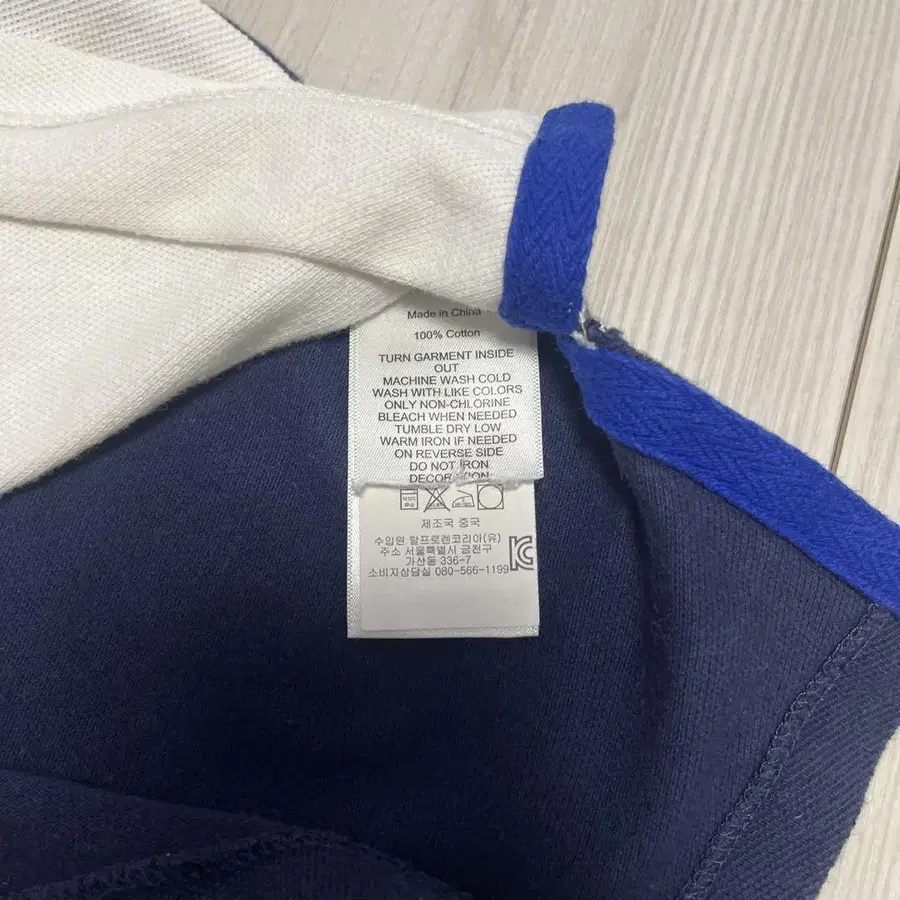 Made in China
100% Cotton
TURN GARMENT INSIDE
OUT
MACHINE WASH COLD
WASH WITH LIKE COLORS
ONLY NON-CHLORINE
BLEACH WHEN NEEDED
TUMBLE DRY LOW
WARM IRON IF NEEDED
ON REVERSE SIDE
DO NOT IRON
DECORATION
제조국 중국
수입원 랄프로렌코리아(유)
주소 서울특별시 금천구
가산동 336-7
소비자상담실 080-566-1199